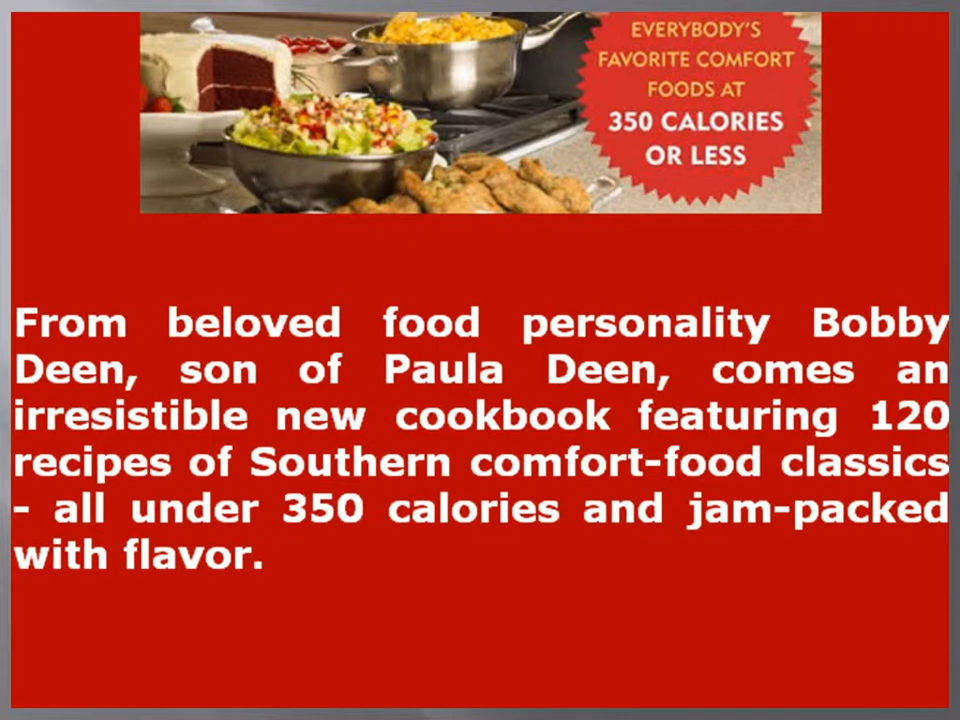 EVERYBODY'S
FAVORITE COMFORT
FOODS AT
350 CALORIES
OR LESS
From beloved food personality Bobby
Deen, son of Paula Deen, comes an
irresistible new cookbook featuring 120
recipes of Southern comfort-food classics
- all under 350 calories and jam-packed
with flavor.